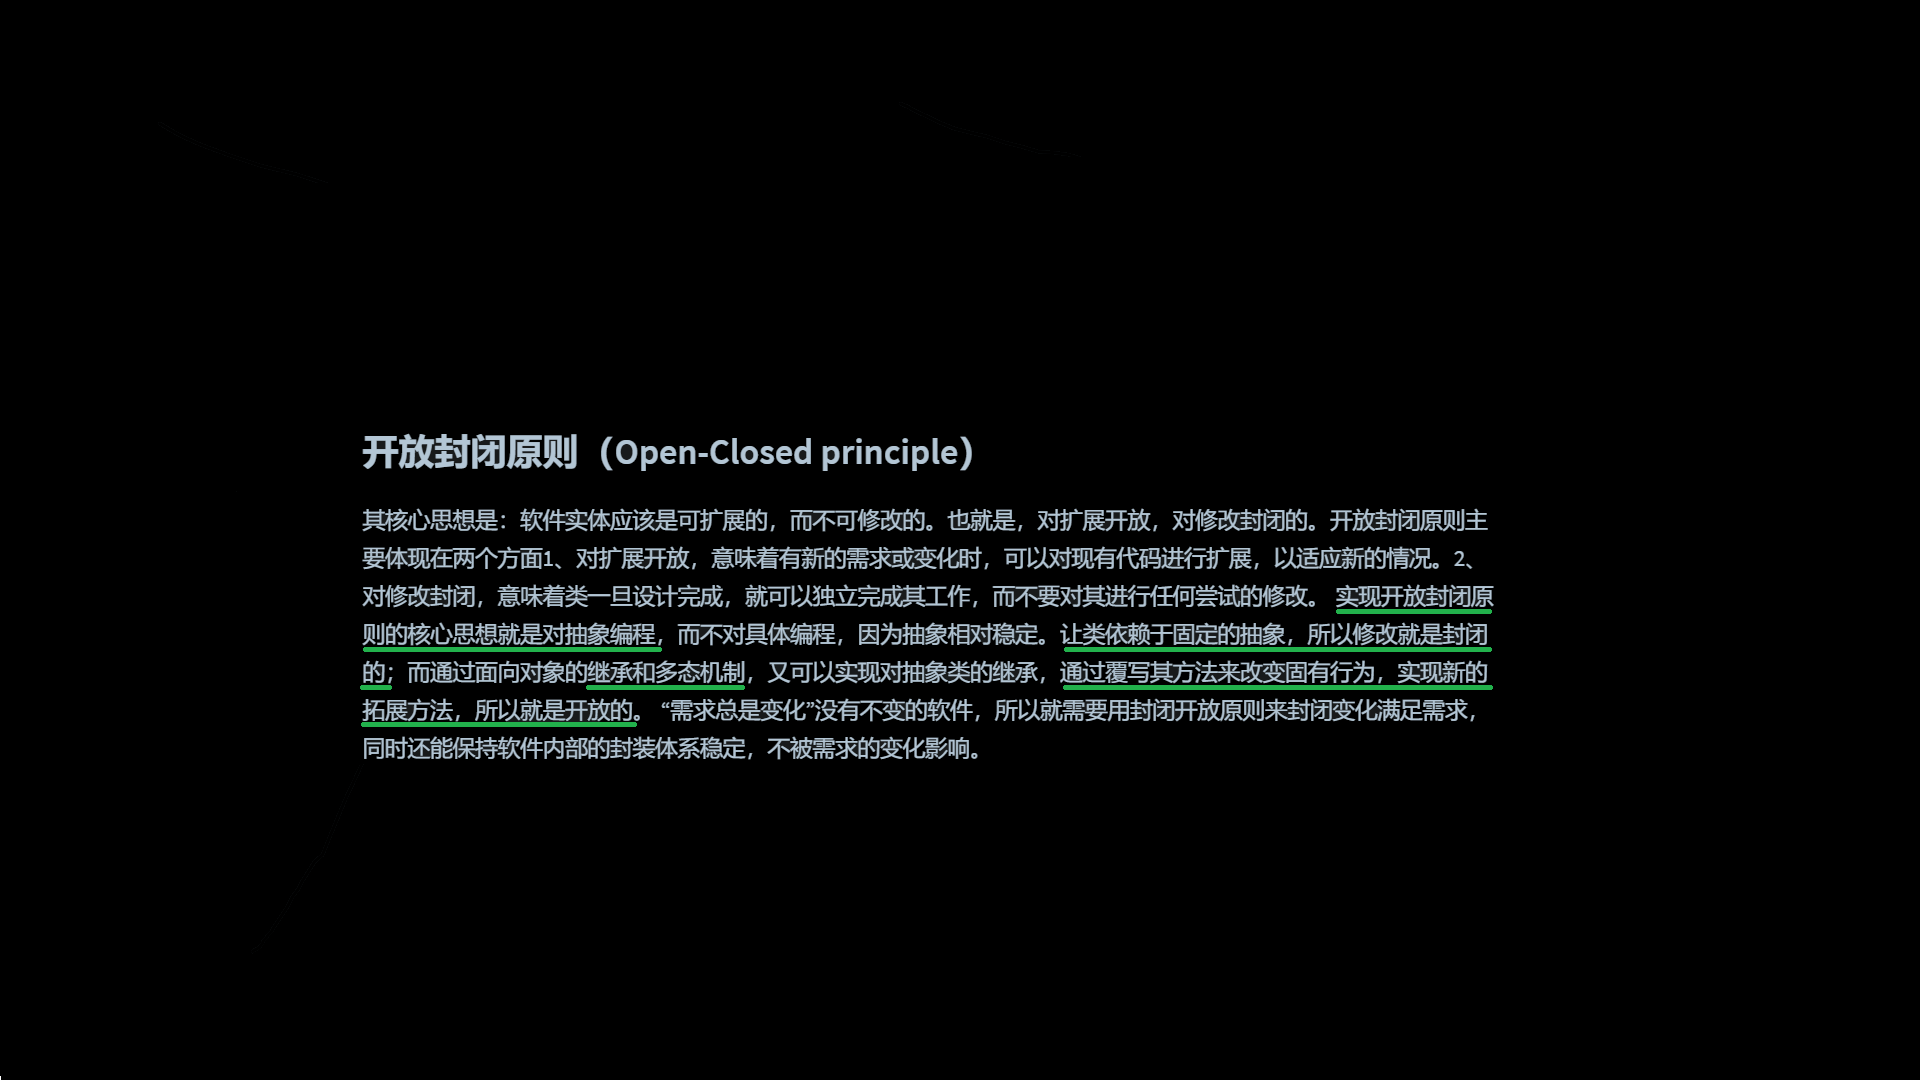 开放封闭原则（Open-Closed principle）
其核心思想是：软件实体应该是可扩展的，而不可修改的。也就是，对扩展开放，对修改封闭的。开放封闭原则主
要体现在两个方面1、对扩展开放，意味着有新的需求或变化时，可以对现有代码进行扩展，以适应新的情况。2、
对修改封闭，意味着类一旦设计完成，就可以独立完成其工作，而不要对其进行任何尝试的修改。 实现开放封闭原
则的核心思想就是对抽象编程，而不对具体编程，因为抽象相对稳定。让类依赖于固定的抽象，所以修改就是封闭
的；而通过面向对象的继承和多态机制，又可以实现对抽象类的继承，通过覆写其方法来改变固有行为，实现新的
拓展方法，所以就是开放的。 “需求总是变化”没有不变的软件，所以就需要用封闭开放原则来封闭变化满足需求，
同时还能保持软件内部的封装体系稳定，不被需求的变化影响。